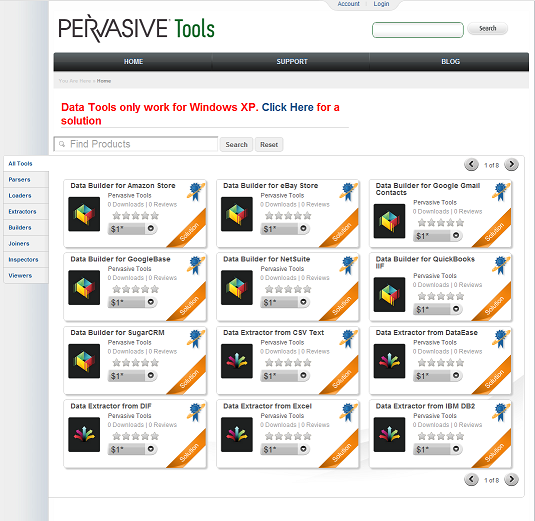 Account Login
PERVASIVE Tools
Search
HOME SUPPORT BLOG
You Are Here » Home
Data Tools only work for Windows XP. Click Here for a
solution
Find Products Search Reset
All Tools
Parsers
Loaders
Extractors
Builders
Joiners
Inspectors
Viewers
1 of 8
Data Builder for Amazon Store
Pervasive Tools
0 Downloads | 0 Reviews
$1*
Solution
Data Builder for eBay Store
Pervasive Tools
0 Downloads | 0 Reviews
$1*
Solution
Data Builder for Google Gmail
Contacts
Pervasive Tools
0 Downloads | 0 Reviews
$1*
Solution
Data Builder for GoogleBase
Pervasive Tools
0 Downloads | 0 Reviews
$1*
Solution
Data Builder for NetSuite
Pervasive Tools
0 Downloads | 0 Reviews
$1*
Solution
Data Builder for QuickBooks
IIF
Pervasive Tools
0 Downloads | 0 Reviews
$1*
Solution
Data Builder for SugarCRM
Pervasive Tools
0 Downloads | 0 Reviews
$1*
Solution
Data Extractor from CSV Text
Pervasive Tools
0 Downloads | 0 Reviews
$1*
Solution
Data Extractor from DataEase
Pervasive Tools
0 Downloads | 0 Reviews
$1*
Solution
Data Extractor from DIF
Pervasive Tools
0 Downloads | 0 Reviews
$1*
Solution
Data Extractor from Excel
Pervasive Tools
0 Downloads | 0 Reviews
$1*
Solution
Data Extractor from IBM DB2
Pervasive Tools
0 Downloads | 0 Reviews
$1*
Solution
1 of 8